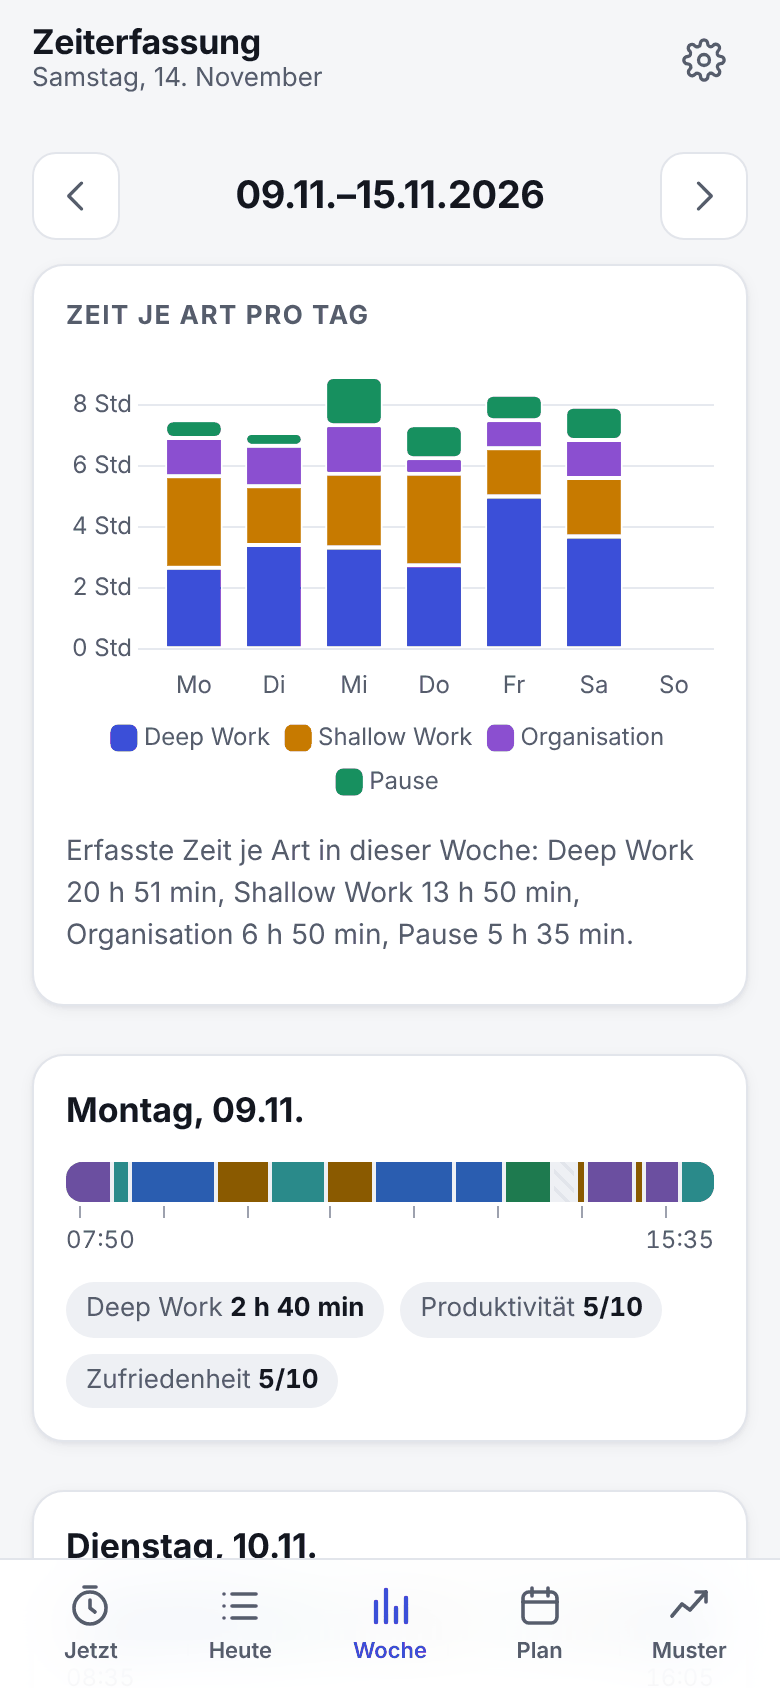 Zeiterfassung
Samstag, 14. November
09.11.–15.11.2026
ZEIT JE ART PRO TAG
8 Std
6 Std
4 Std
2 Std
0 Std
Mo Di Mi Do Fr Sa So
Deep Work Shallow Work Organisation
Pause
Erfasste Zeit je Art in dieser Woche: Deep Work
20 h 51 min, Shallow Work 13 h 50 min,
Organisation 6 h 50 min, Pause 5 h 35 min.
Montag, 09.11.
07:50 15:35
Deep Work 2 h 40 min Produktivität 5/10
Zufriedenheit 5/10
Dienstag, 10.11.
Jetzt Heute Woche Plan Muster
08:35 16:05